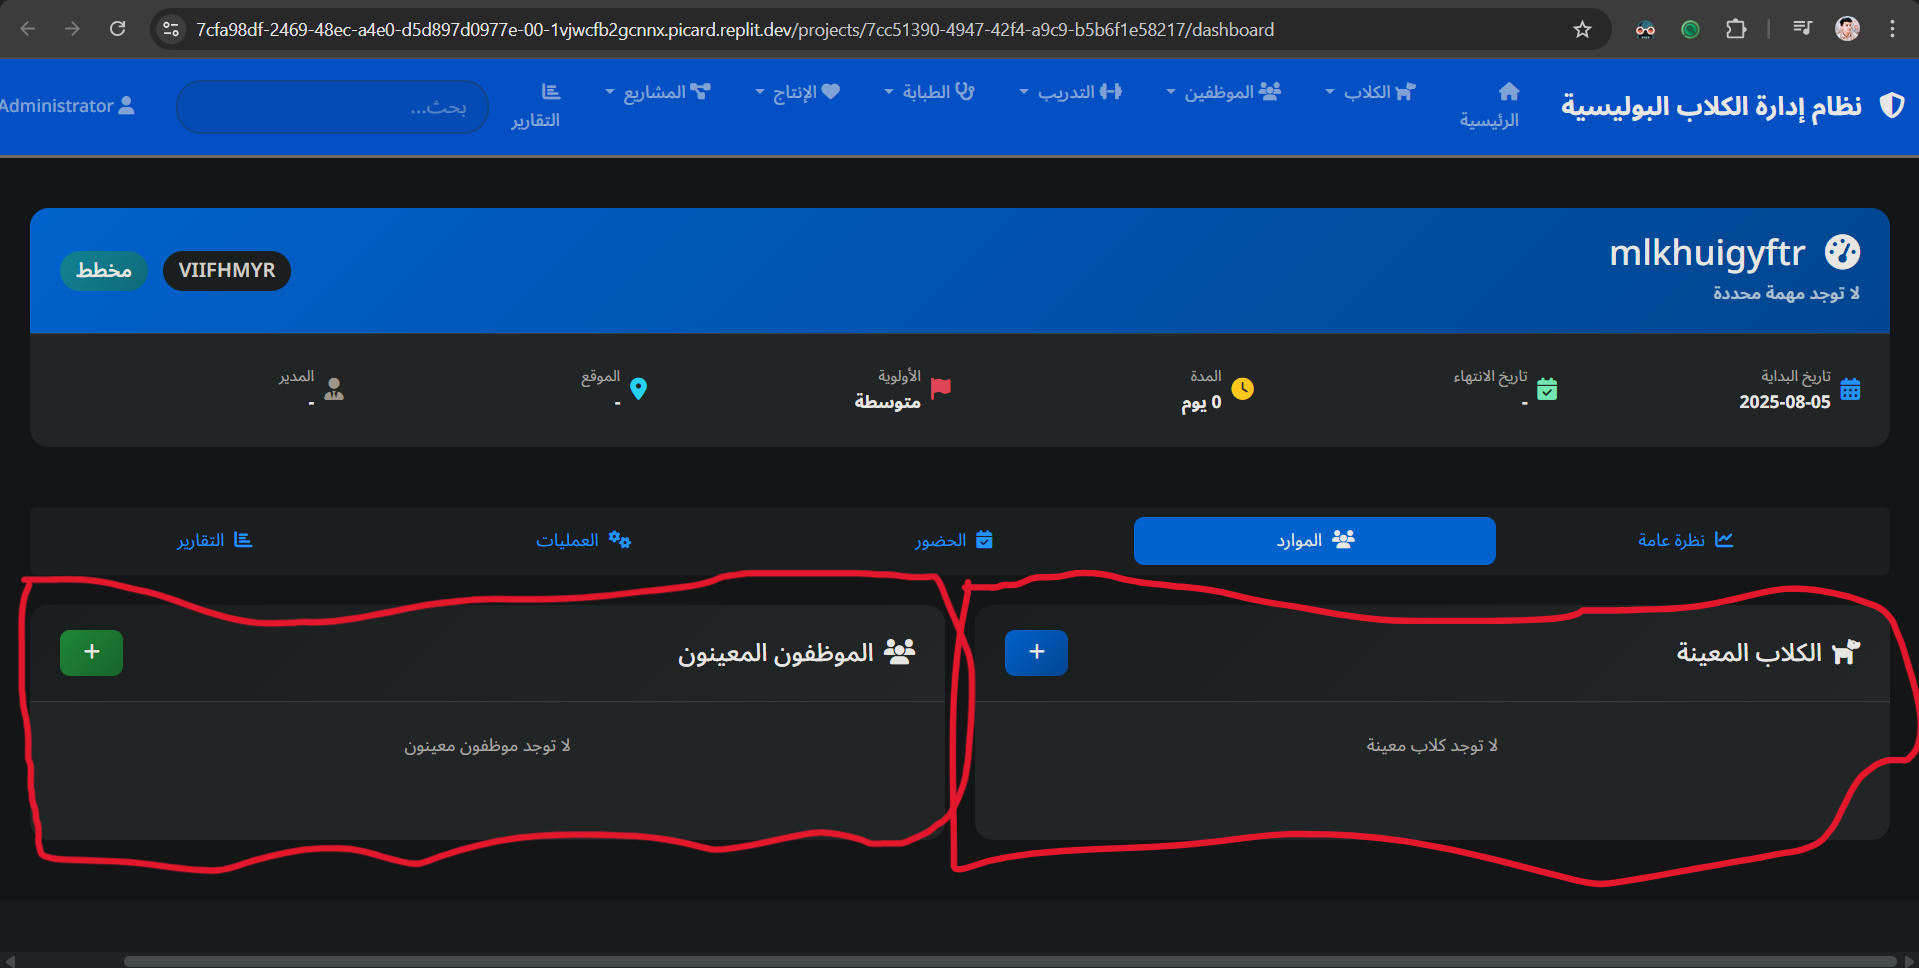 7cfa98df-2469-48ec-a4e0-d5d897d0977e-00-1vjwcfb2gcnnx.picard.replit.dev/projects/7cc51390-4947-42f4-a9c9-b5b6f1e58217/dashboard
نظام إدارة الكلاب البوليسية
الرئيسية
الكلاب
الموظفين
التدريب
الطبابة
الإنتاج
المشاريع
التقارير
بحث...
Administrator
mlkhuigyftr
لا توجد مهمة محددة
VIIFHMYR
مخطط
تاريخ البداية
2025-08-05
تاريخ الانتهاء
-
المدة
0 يوم
الأولوية
متوسطة
الموقع
-
المدير
-
نظرة عامة
الموارد
الحضور
العمليات
التقارير
الكلاب المعينة
+
لا توجد كلاب معينة
الموظفون المعينون
+
لا توجد موظفون معينون